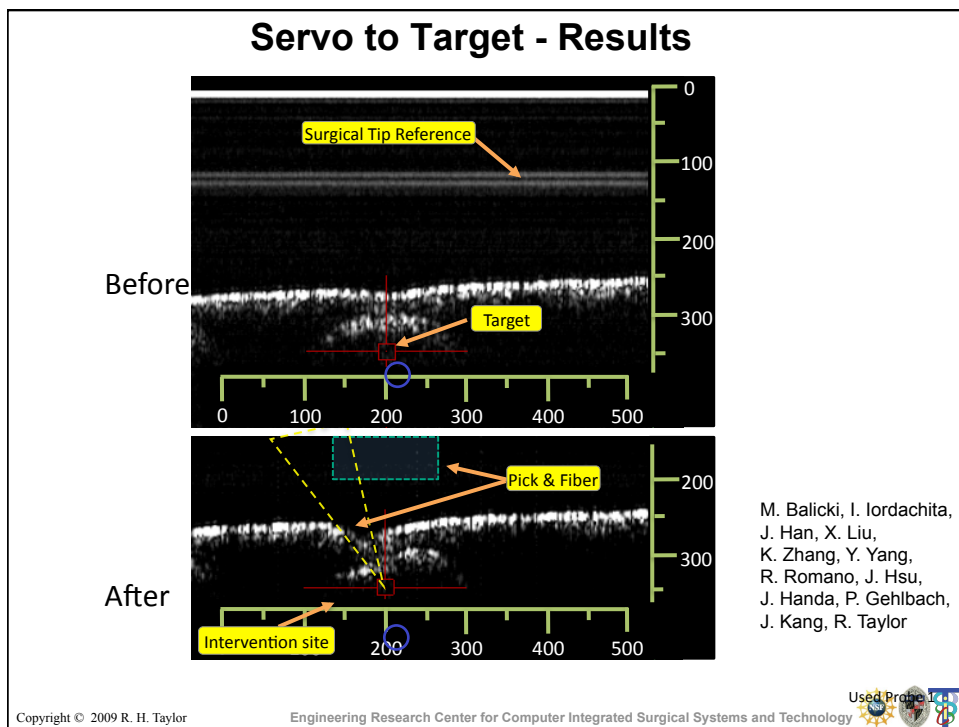 Servo to Target - Results
0
Surgical Tip Reference
100
200
Before
300
Target
0 100 200 300 400 500
Pick & Fiber
200
300
After
Intervention site
200 300 400 500
M. Balicki, I. Iordachita,
J. Han, X. Liu,
K. Zhang, Y. Yang,
R. Romano, J. Hsu,
J. Handa, P. Gehlbach,
J. Kang, R. Taylor
Used Probe 1
Copyright © 2009 R. H. Taylor
Engineering Research Center for Computer Integrated Surgical Systems and Technology
NSF